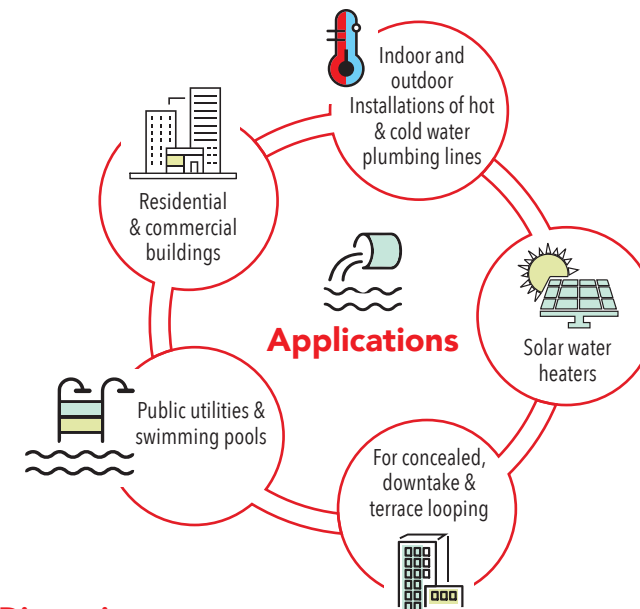 Indoor and
outdoor
Installations of hot
& cold water
plumbing lines
Residential
& commercial
buildings
Applications
Solar water
heaters
Public utilities &
swimming pools
For concealed,
downtake &
terrace looping